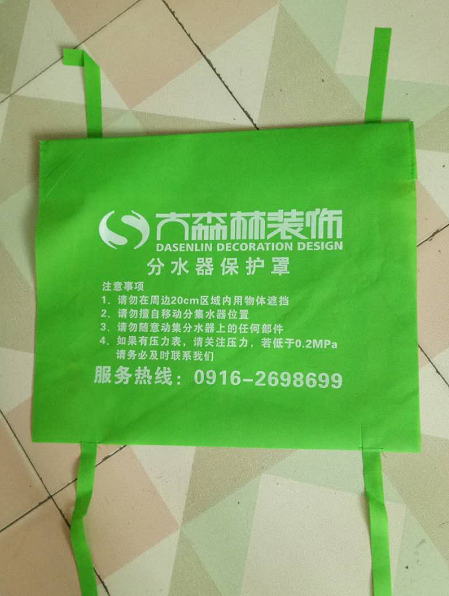 大森林装饰
DASENLIN DECORATION DESIGN
分水器保护罩
注意事项
1、请勿在周边20cm区域内用物体遮挡
2、请勿擅自移动分集水器位置
3、请勿随意动集分水器上的任何部件
4、如果有压力表，请关注压力，若低于0.2MPa
请务必及时联系我们
服务热线：0916-2698699